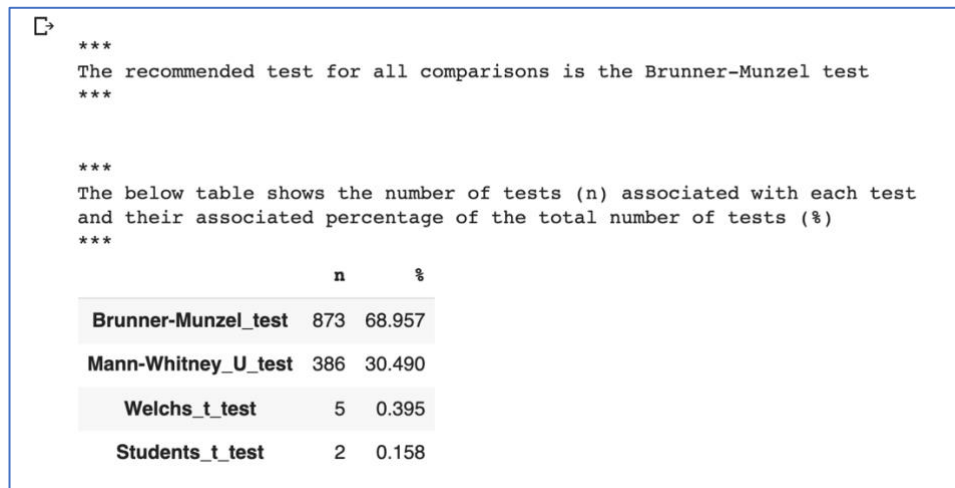 ***
The recommended test for all comparisons is the Brunner-Munzel test
***
***
The below table shows the number of tests (n) associated with each test
and their associated percentage of the total number of tests (%)
***
n %
Brunner-Munzel_test 873 68.957
Mann-Whitney_U_test 386 30.490
Welchs_t_test 5 0.395
Students_t_test 2 0.158